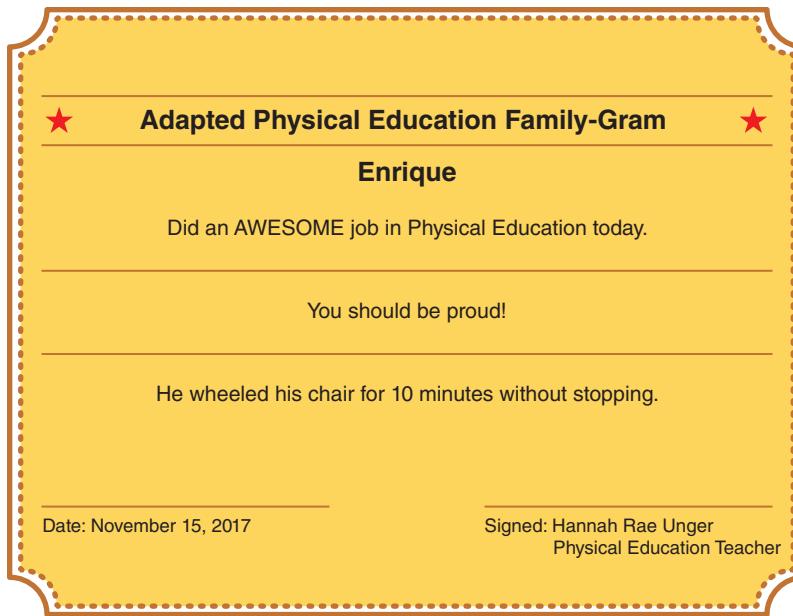 Adapted Physical Education Family-Gram
Enrique
Did an AWESOME job in Physical Education today.
You should be proud!
He wheeled his chair for 10 minutes without stopping.
Date: November 15, 2017
Signed: Hannah Rae Unger
Physical Education Teacher